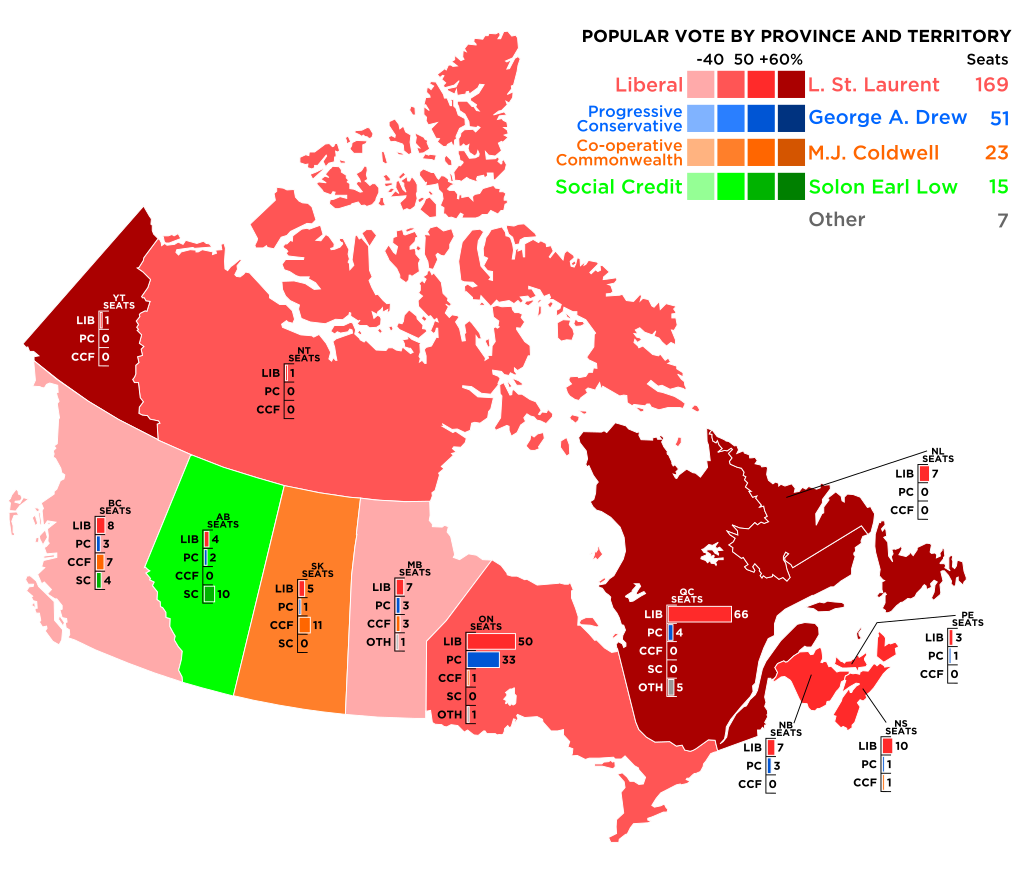 POPULAR VOTE BY PROVINCE AND TERRITORY
-40 50 +60% Seats
Liberal L. St. Laurent 169
Progressive
Conservative George A. Drew 51
Co-operative
Commonwealth M.J. Coldwell 23
Social Credit Solon Earl Low 15
Other 7
YT
SEATS
LIB 1
PC 0
CCF 0
NT
SEATS
LIB 1
PC 0
CCF 0
NL
SEATS
LIB 7
PC 0
CCF 0
BC
SEATS
LIB 8
PC 3
CCF 7
SC 4
AB
SEATS
LIB 4
PC 2
CCF 0
SC 10
SK
SEATS
LIB 5
PC 1
CCF 11
SC 0
MB
SEATS
LIB 7
PC 3
CCF 3
OTH 1
ON
SEATS
LIB 50
PC 33
CCF 1
SC 0
OTH 1
QC
SEATS
LIB 66
PC 4
CCF 0
SC 0
OTH 5
PE
SEATS
LIB 3
PC 1
CCF 0
NB
SEATS
LIB 7
PC 3
CCF 0
NS
SEATS
LIB 10
PC 1
CCF 1